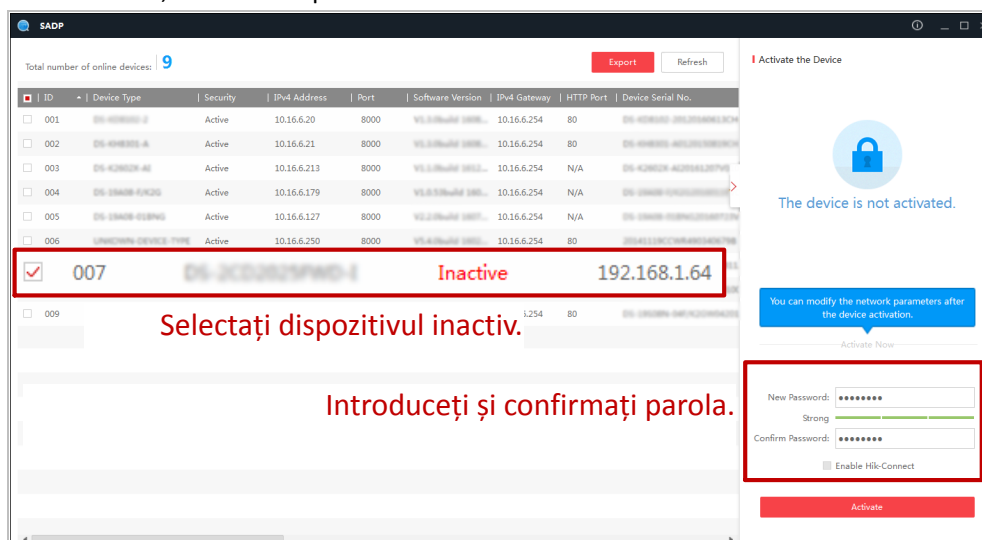 SADP
Total number of online devices: 9
Export
Refresh
ID | Device Type | Security | IPv4 Address | Port | Software Version | IPv4 Gateway | HTTP Port | Device Serial No.
001 Active 10.16.6.20 8000 10.16.6.254 80
002 Active 10.16.6.21 8000 10.16.6.254 80
003 Active 10.16.6.213 8000 10.16.6.254 N/A
004 Active 10.16.6.179 8000 10.16.6.254 N/A
005 Active 10.16.6.127 8000 10.16.6.254 N/A
006 Active 10.16.6.250 8000 10.16.6.254 80
007 Inactive 192.168.1.64
009 .254 80
Selectați dispozitivul inactiv.
Introduceți și confirmați parola.
Activate the Device
The device is not activated.
You can modify the network parameters after
the device activation.
Activate Now
New Password: ●●●●●●●●
Strong
Confirm Password: ●●●●●●●●
Enable Hik-Connect
Activate